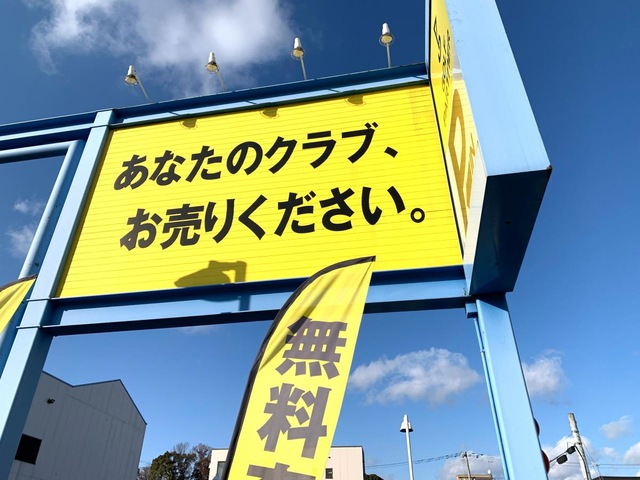 あなたのクラブ、
お売りください。
無料